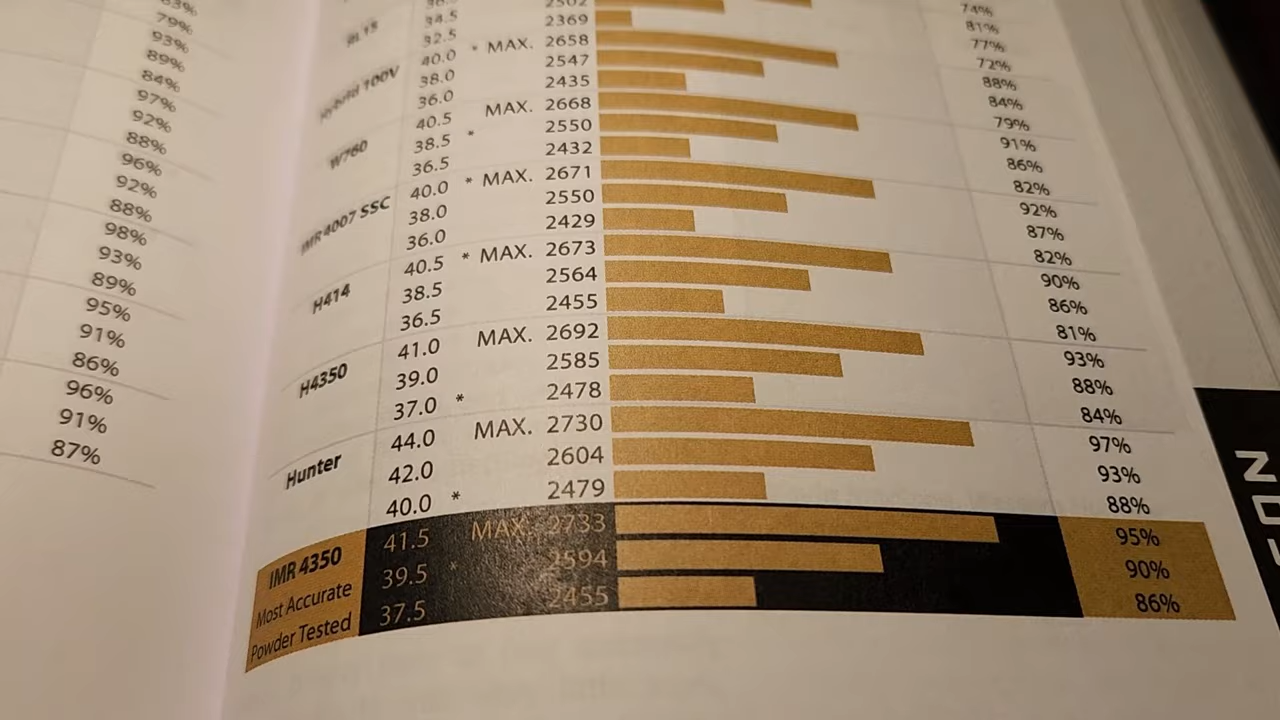 83%
79%
93%
89%
84%
97%
92%
88%
96%
92%
88%
98%
93%
89%
95%
91%
86%
96%
91%
87%
2502 74%
RL 15 34.5 2369 81%
32.5 * MAX. 2658 77%
Hybrid 100V 40.0 2547 72%
38.0 2435 88%
36.0 MAX. 2668 84%
W760 40.5 2550 79%
38.5 * 2432 91%
36.5 * MAX. 2671 86%
IMR 4007 SSC 40.0 2550 82%
38.0 2429 92%
36.0 * MAX. 2673 87%
H414 40.5 2564 82%
38.5 2455 90%
36.5 MAX. 2692 86%
H4350 41.0 2585 81%
39.0 2478 93%
37.0 * MAX. 2730 88%
Hunter 44.0 2604 84%
42.0 2479 97%
40.0 * 93%
88%
IMR 4350 41.5 MAX. 2733 95%
Most Accurate 39.5 * 2594 90%
Powder Tested 37.5 2455 86%